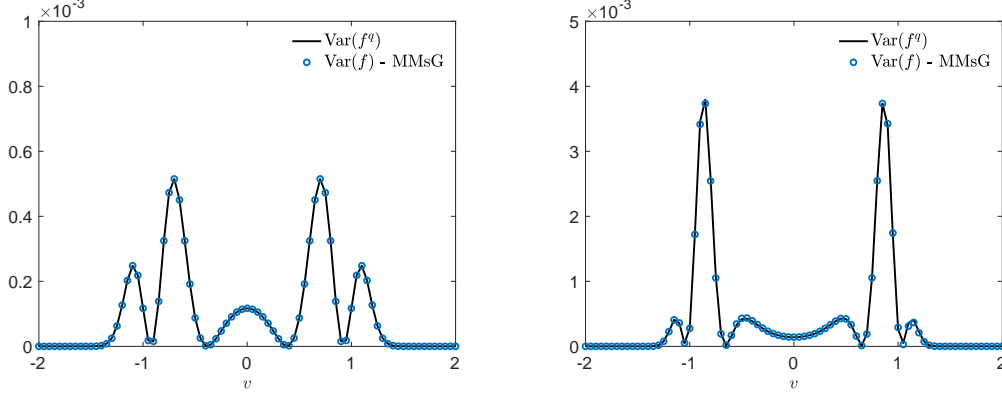 1 ×10⁻³
0.8
0.6
0.4
0.2
0
-2 -1 0 1 2
v
Var(f^q)
Var(f) - MMsG
5 ×10⁻³
4
3
2
1
0
-2 -1 0 1 2
v
Var(f^q)
Var(f) - MMsG